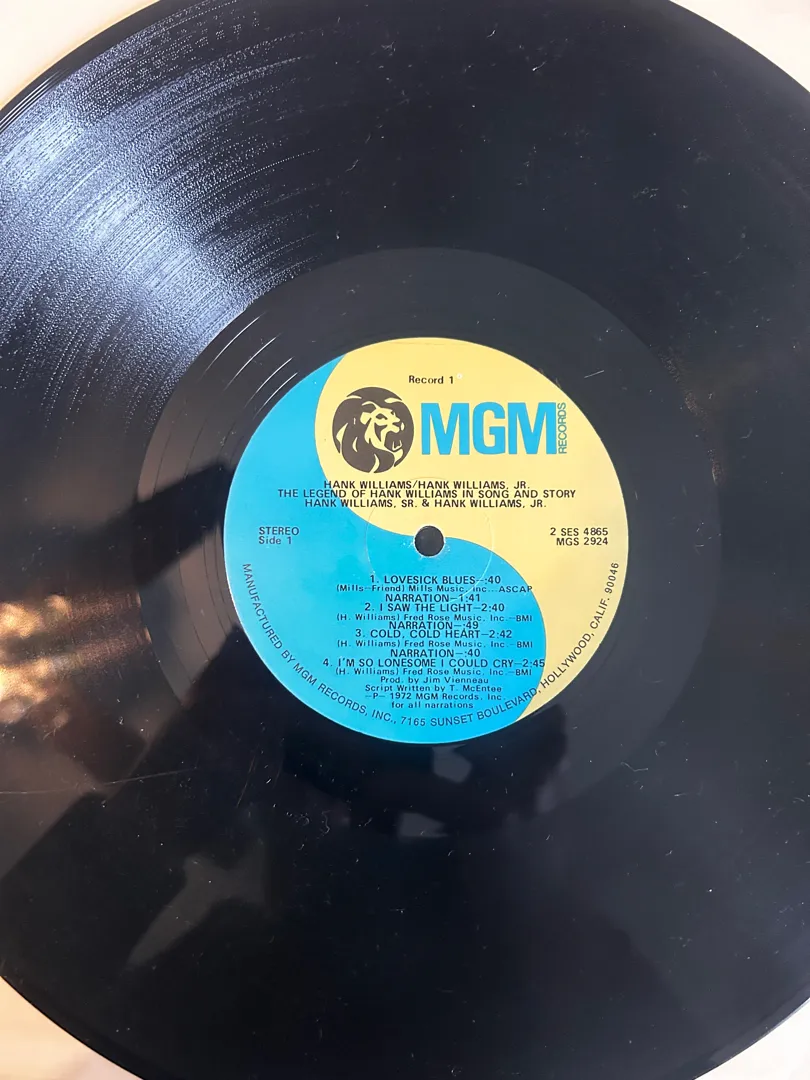 Record 1
MGM RECORDS
HANK WILLIAMS/HANK WILLIAMS, JR.
THE LEGEND OF HANK WILLIAMS IN SONG AND STORY
HANK WILLIAMS, SR. & HANK WILLIAMS, JR.
STEREO
Side 1
2 SES 4865
MGS 2924
1. LOVESICK BLUES—:40
(Mills—Friend) Mills Music, Inc...ASCAP
NARRATION—1:41
2. I SAW THE LIGHT—2:40
(H. Williams) Fred Rose Music, Inc.—BMI
NARRATION—:49
3. COLD, COLD HEART—2:42
(H. Williams) Fred Rose Music, Inc.—BMI
NARRATION—:40
4. I'M SO LONESOME I COULD CRY—2:45
(H. Williams) Fred Rose Music, Inc.—BMI
Prod. by Jim Vienneau
Script Written by T. McEntee
—P— 1972 MGM Records, Inc.
for all narrations
MANUFACTURED BY MGM RECORDS, INC., 7165 SUNSET BOULEVARD, HOLLYWOOD, CALIF. 90046